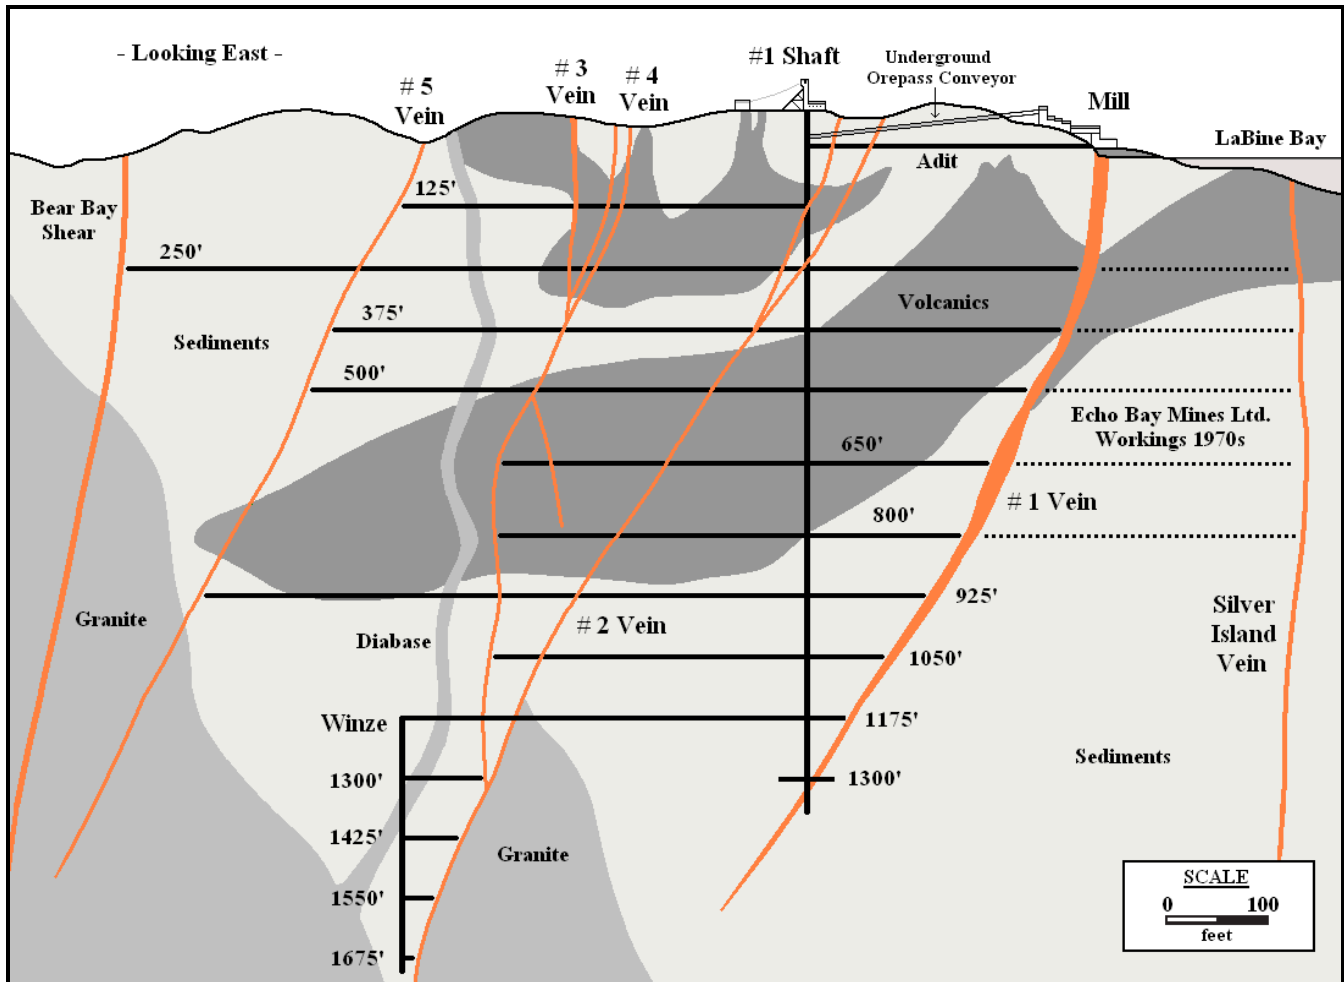 - Looking East -
# 5
Vein
# 3
Vein
# 4
Vein
#1 Shaft
Underground
Orepass Conveyor
Mill
LaBine Bay
Adit
Bear Bay
Shear
125'
250'
Volcanics
375'
Sediments
500'
Echo Bay Mines Ltd.
Workings 1970s
650'
# 1 Vein
800'
925'
Granite
Diabase
# 2 Vein
Silver
Island
Vein
1050'
Winze
1175'
Sediments
1300'
1300'
1425'
Granite
1550'
1675'
SCALE
0 100
feet